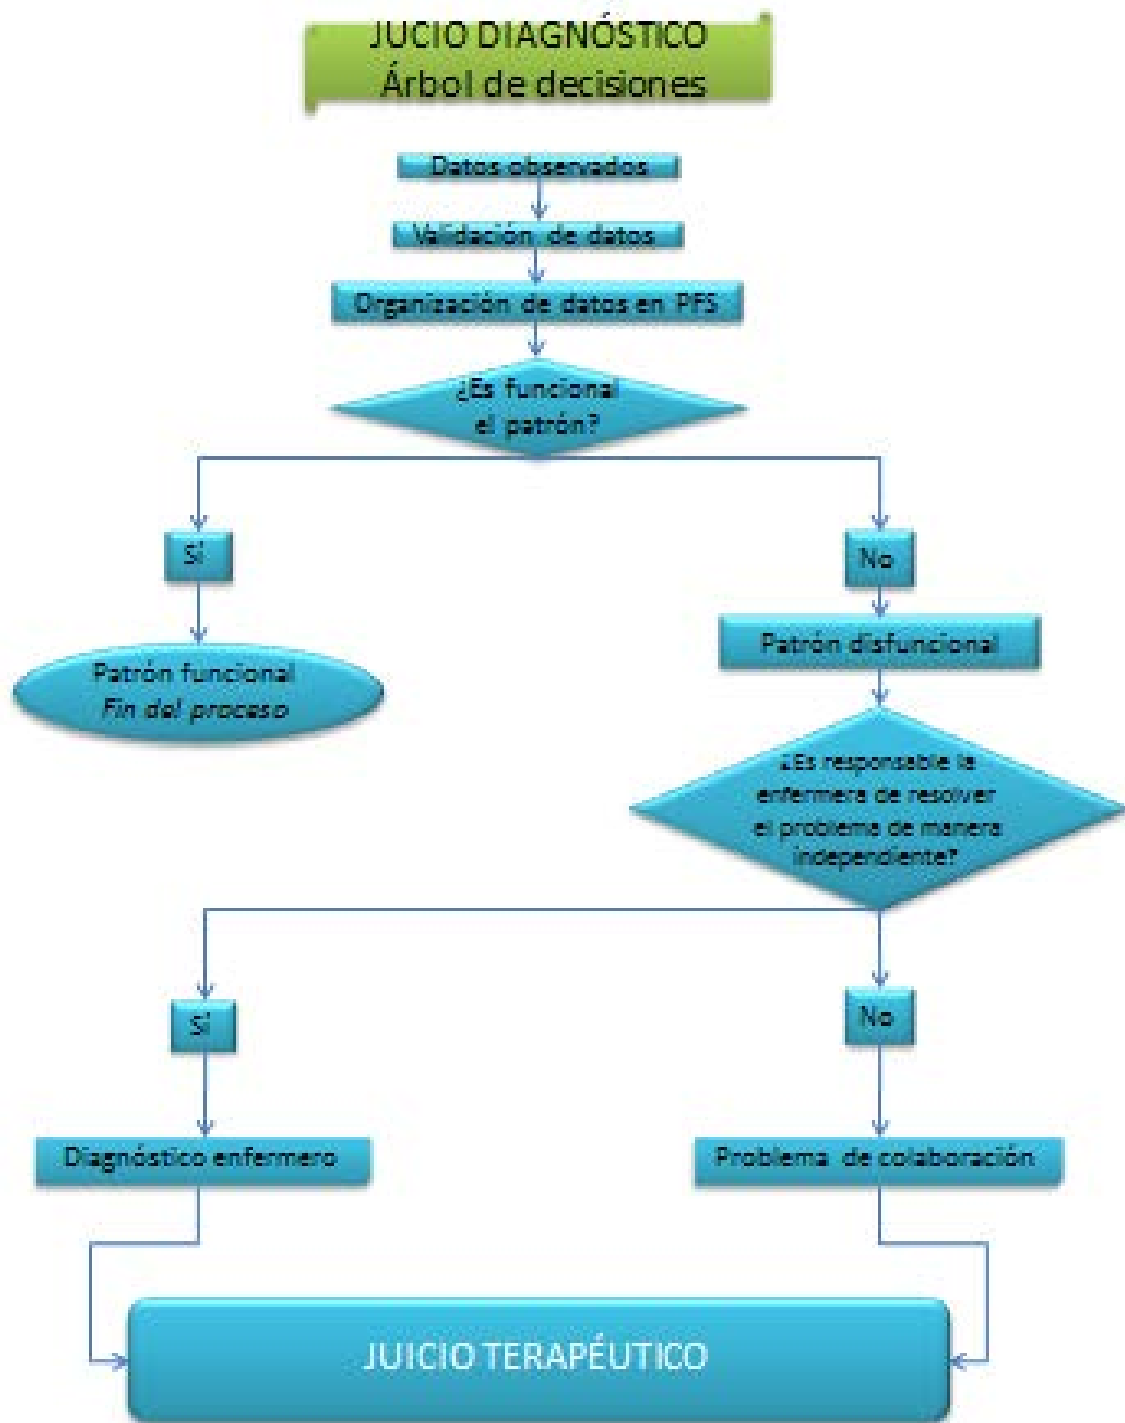 JUCIO DIAGNÓSTICO
Árbol de decisiones
Datos observados
Validación de datos
Organización de datos en PFS
¿Es funcional
el patrón?
Sí
No
Patrón funcional
Fin del proceso
Patrón disfuncional
¿Es responsable la
enfermera de resolver
el problema de manera
independiente?
Sí
No
Diagnóstico enfermero
Problema de colaboración
JUICIO TERAPÉUTICO